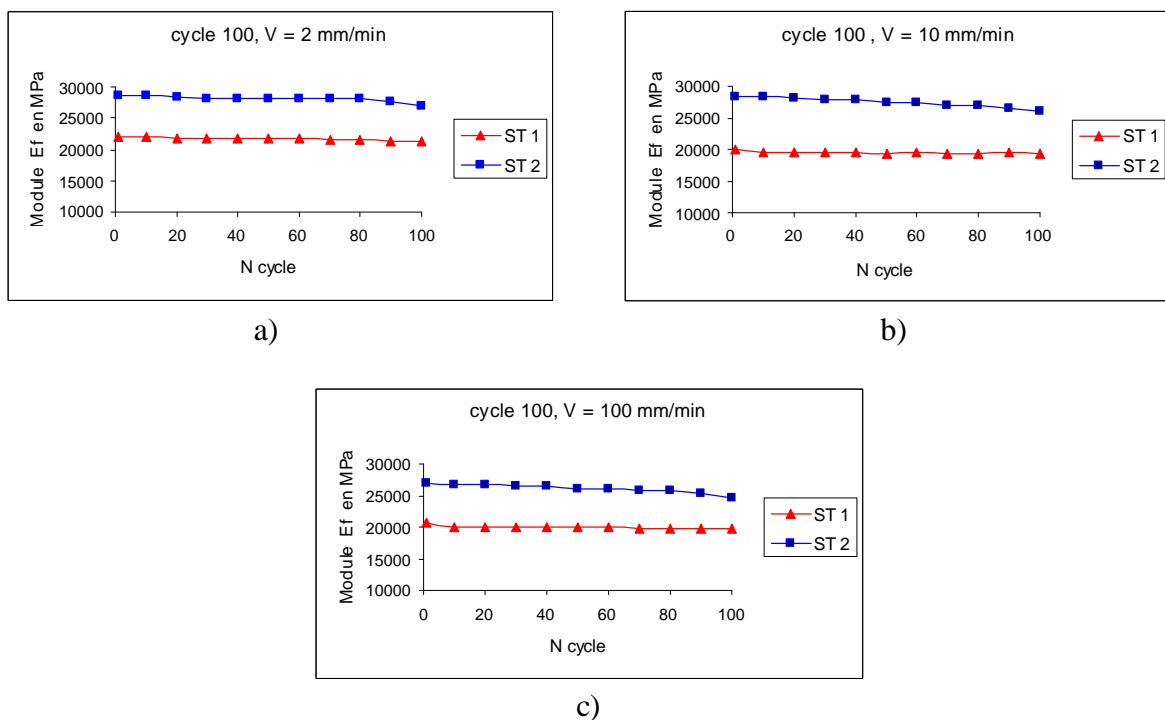 cycle 100, V = 2 mm/min
Module Ef en MPa
30000
25000
20000
15000
10000
0 20 40 60 80 100
N cycle
ST 1
ST 2
a)
cycle 100 , V = 10 mm/min
Module Ef en MPa
30000
25000
20000
15000
10000
0 20 40 60 80 100
N cycle
ST 1
ST 2
b)
cycle 100, V = 100 mm/min
Module Ef en MPa
30000
25000
20000
15000
10000
0 20 40 60 80 100
N cycle
ST 1
ST 2
c)